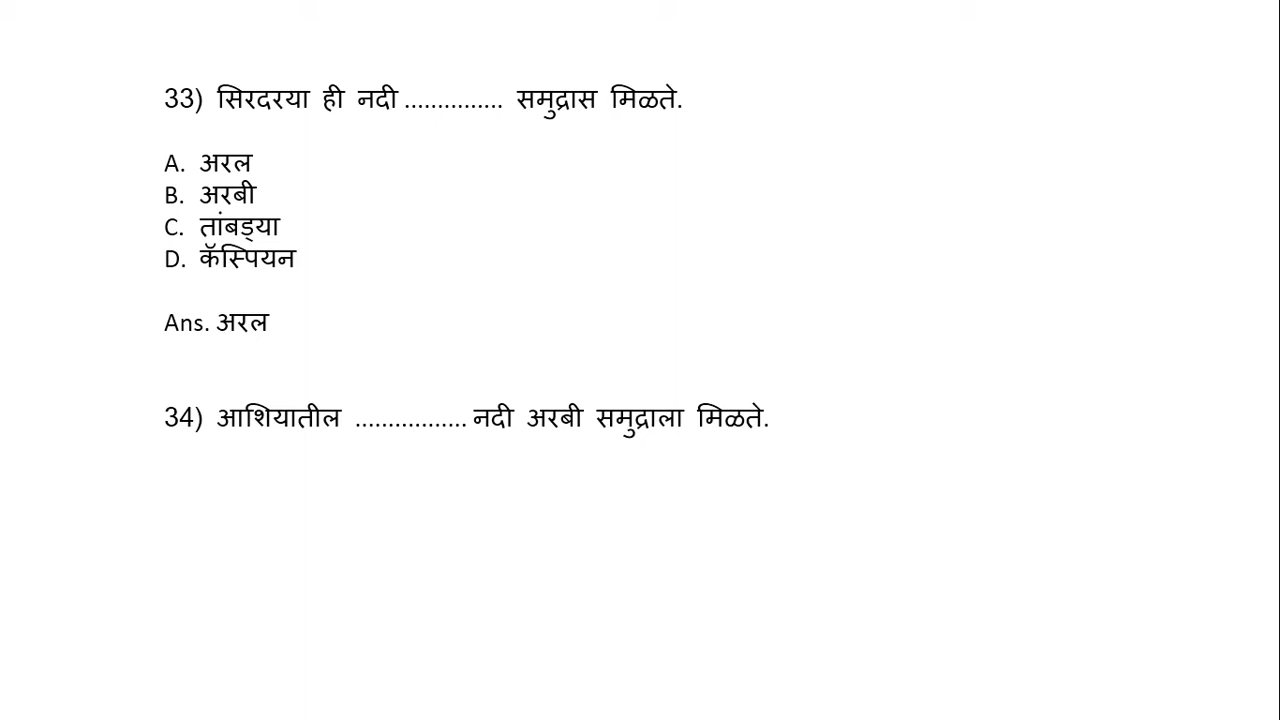 33) सिरदरया ही नदी ............... समुद्रास मिळते.
A. अरल
B. अरबी
C. तांबड्या
D. कॅस्पियन
Ans. अरल
34) आशियातील ................. नदी अरबी समुद्राला मिळते.